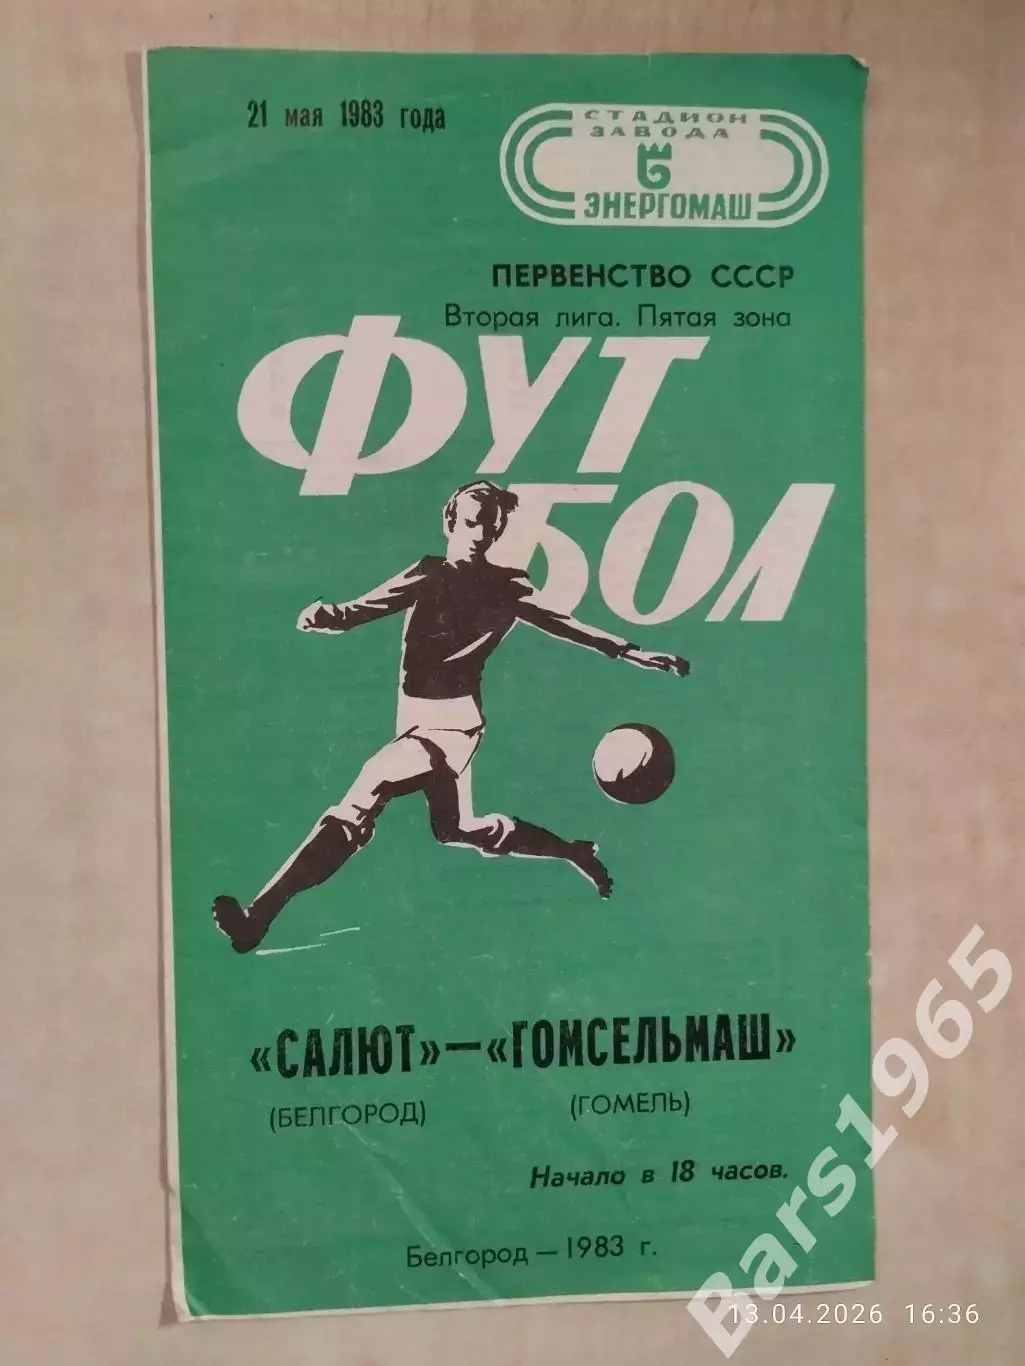 21 мая 1983 года
СТАДИОН
ЗАВОДА
ЭНЕРГОМАШ
ПЕРВЕНСТВО СССР
Вторая лига. Пятая зона
ФУТ
БОЛ
«САЛЮТ»—«ГОМСЕЛЬМАШ»
(БЕЛГОРОД) (ГОМЕЛЬ)
Начало в 18 часов.
Белгород — 1983 г.
Bars1965
13.04.2026 16:36